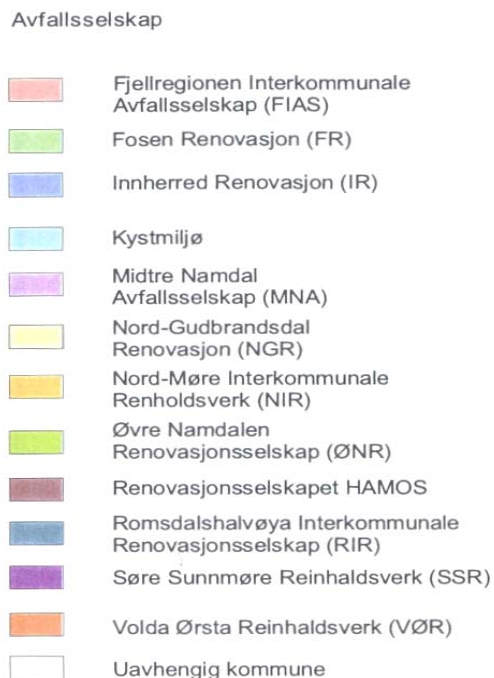 Avfallsselskap
Fjellregionen Interkommunale
Avfallsselskap (FIAS)
Fosen Renovasjon (FR)
Innherred Renovasjon (IR)
Kystmiljø
Midtre Namdal
Avfallsselskap (MNA)
Nord-Gudbrandsdal
Renovasjon (NGR)
Nord-Møre Interkommunale
Renholdsverk (NIR)
Øvre Namdalen
Renovasjonsselskap (ØNR)
Renovasjonsselskapet HAMOS
Romsdalshalvøya Interkommunale
Renovasjonsselskap (RIR)
Søre Sunnmøre Reinhaldsverk (SSR)
Volda Ørsta Reinhaldsverk (VØR)
Uavhengig kommune